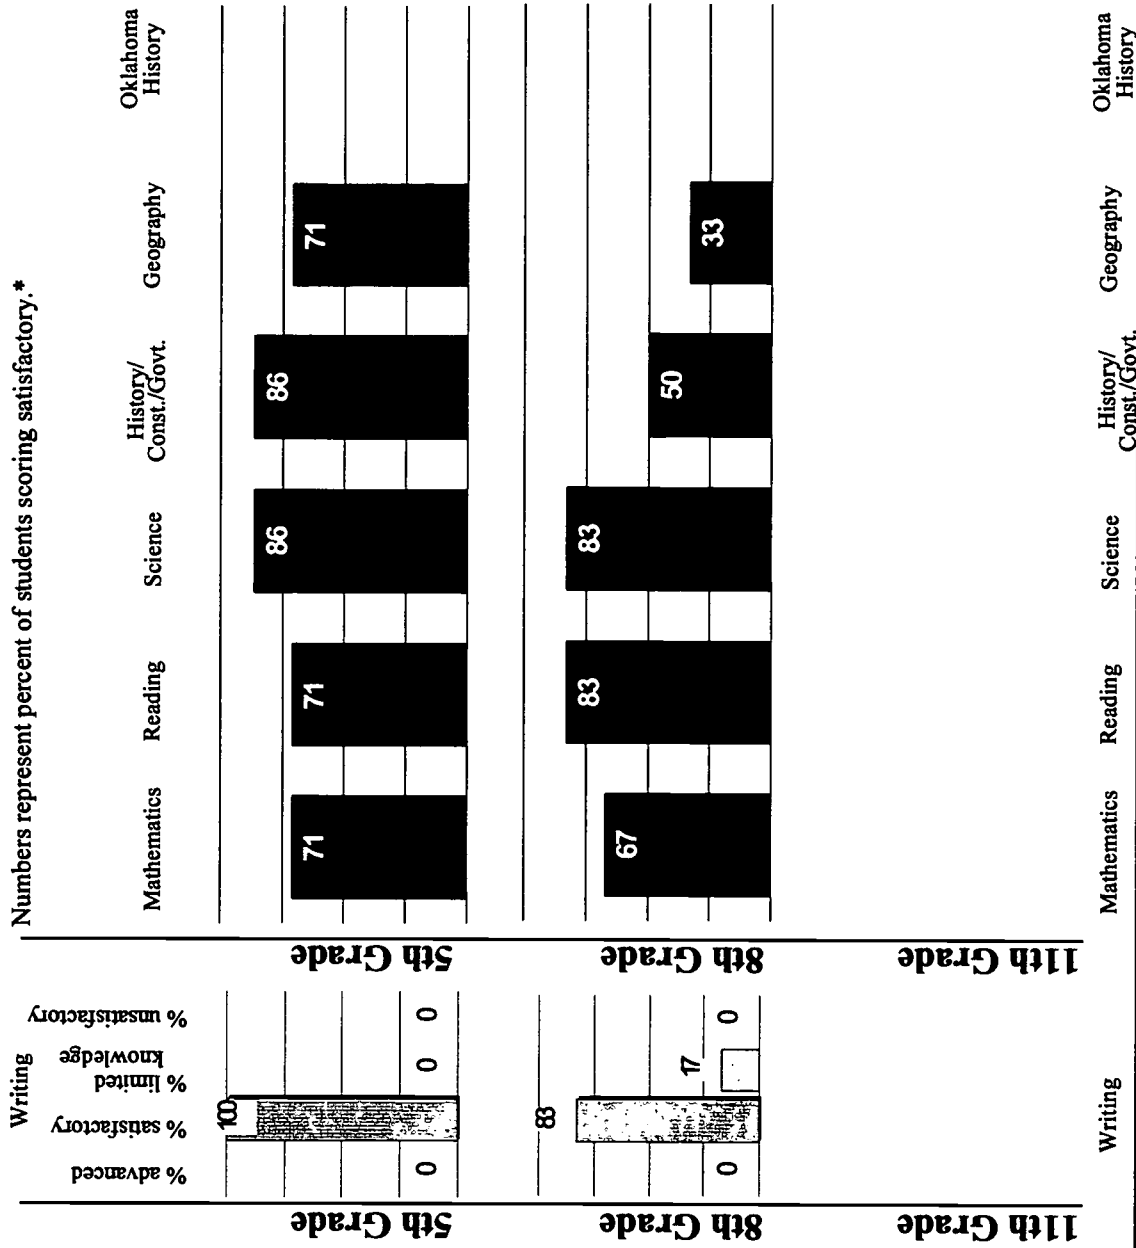 Numbers represent percent of students scoring satisfactory.*
Writing
% advanced
% satisfactory
% limited
knowledge
% unsatisfactory
Mathematics
Reading
Science
History/
Const./Govt.
Geography
Oklahoma
History
5th Grade
0
100
0
0
5th Grade
71
71
86
86
71
8th Grade
0
83
17
0
8th Grade
67
83
83
50
33
11th Grade
11th Grade
Writing
Mathematics
Reading
Science
History/
Const./Govt.
Geography
Oklahoma
History